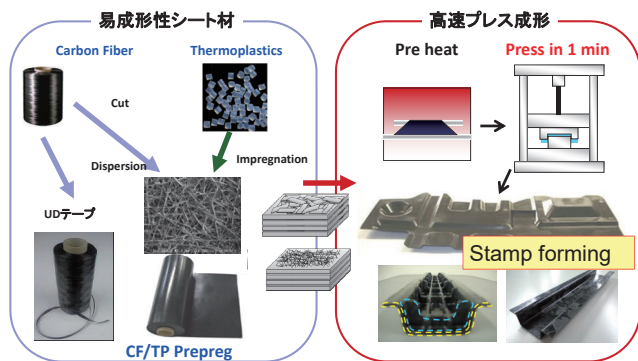 易成形性シート材
Carbon Fiber
Thermoplastics
Cut
Dispersion
Impregnation
UDテープ
CF/TP Prepreg
高速プレス成形
Pre heat
Press in 1 min
Stamp forming